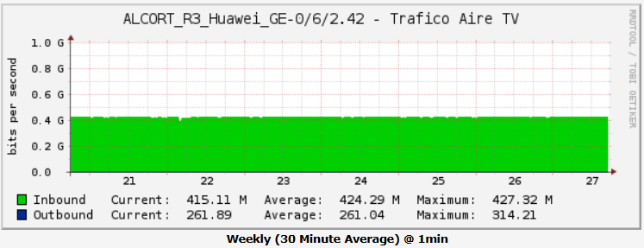 ALCORT_R3_Huawei_GE-0/6/2.42 - Trafico Aire TV
RRDTOOL / TOBI OETIKER
bits per second
1.0 G
0.8 G
0.6 G
0.4 G
0.2 G
0.0
21 22 23 24 25 26 27
Inbound Current: 415.11 M Average: 424.29 M Maximum: 427.32 M
Outbound Current: 261.89 Average: 261.04 Maximum: 314.21
Weekly (30 Minute Average) @ 1min